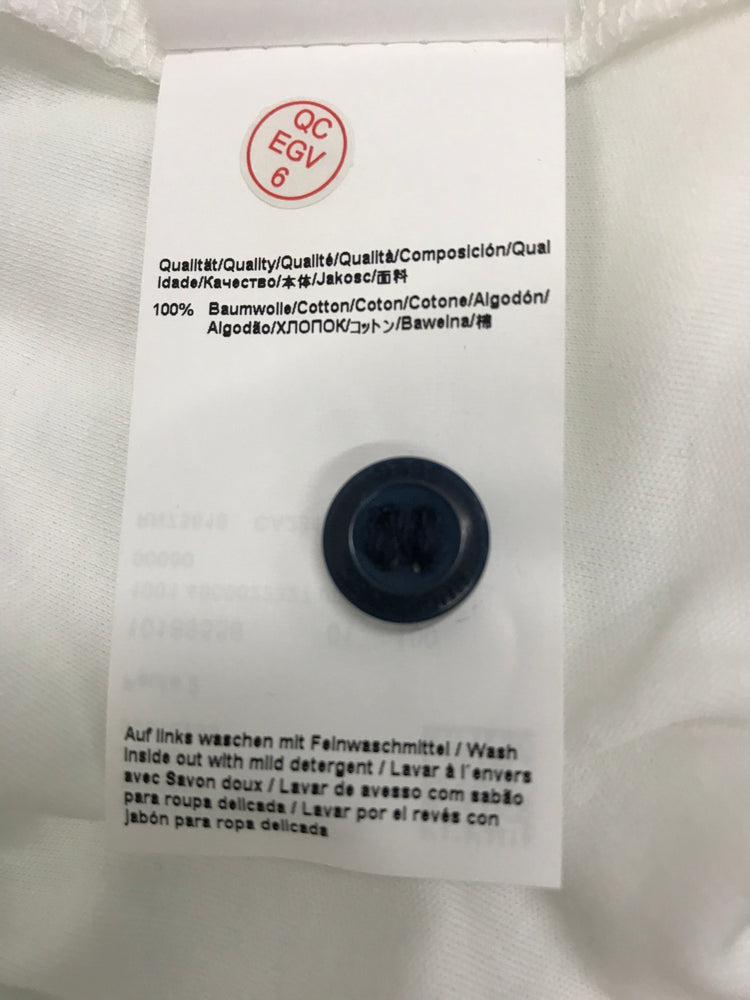 QC
EGV
6
Qualität/Quality/Qualité/Qualità/Composición/Qual
idade/Качество/本体/Jakosc/面料
100% Baumwolle/Cotton/Coton/Cotone/Algodón/
Algodão/ХЛОПОК/コットン/Bawelna/棉
Auf links waschen mit Feinwaschmittel / Wash
inside out with mild detergent / Lavar à l´envers
avec Savon doux / Lavar de avesso com sabão
para roupa delicada / Lavar por el revés con
jabón para ropa delicada